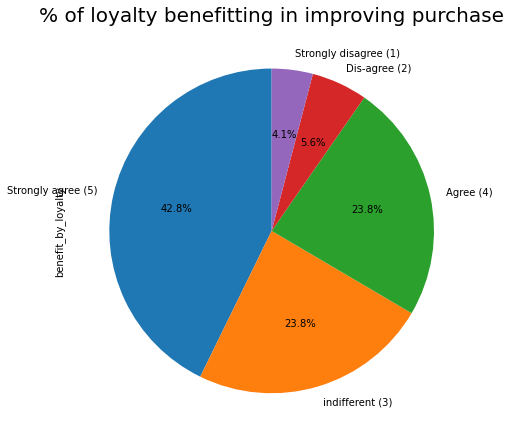 % of loyalty benefitting in improving purchase
Strongly disagree (1)
Dis-agree (2)
4.1%
5.6%
Strongly agree (5)
Agree (4)
42.8%
23.8%
benefit_by_loyalty
23.8%
indifferent (3)